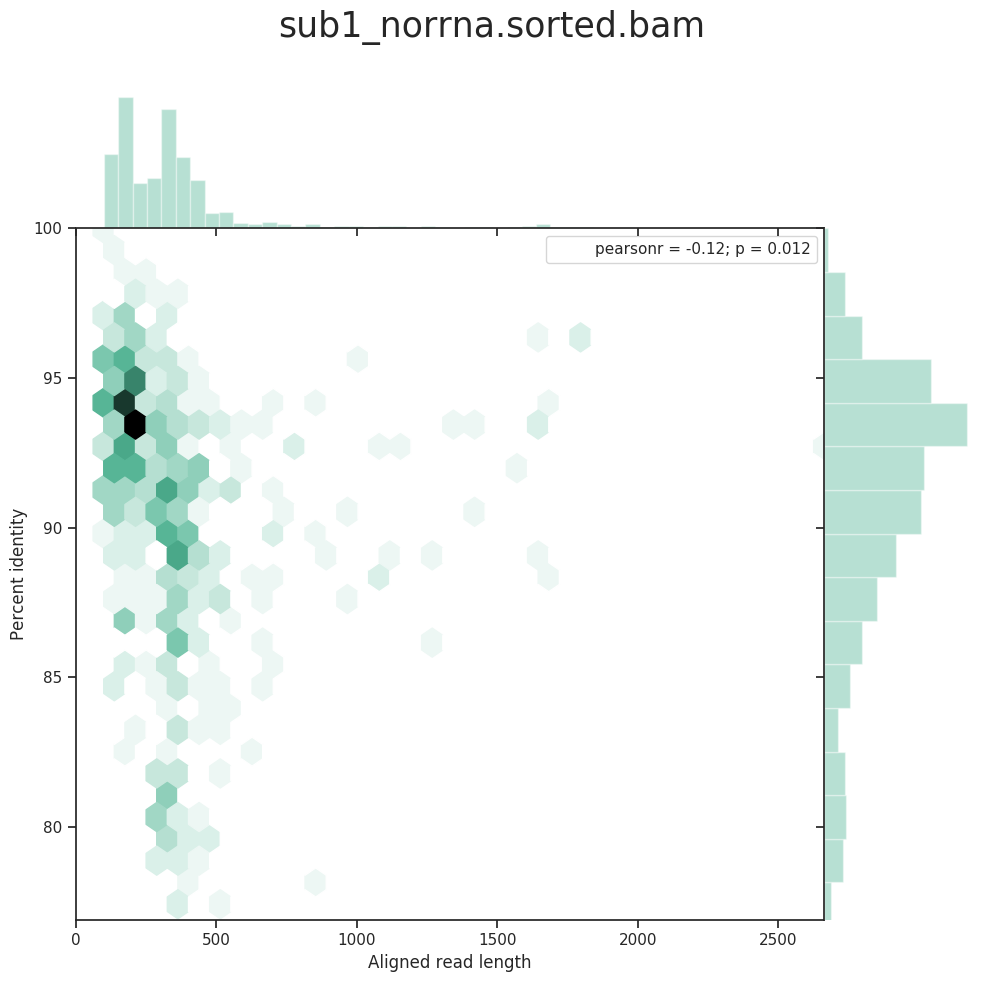 sub1_norrna.sorted.bam
pearsonr = -0.12; p = 0.012
100
95
90
85
80
Percent identity
0 500 1000 1500 2000 2500
Aligned read length